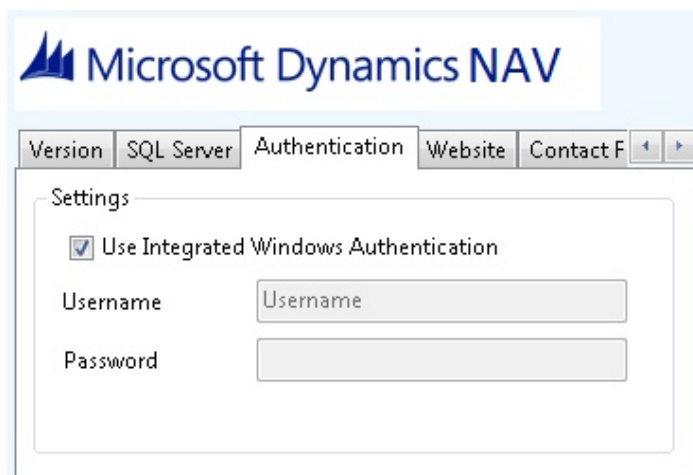 Microsoft Dynamics NAV
Version SQL Server Authentication Website Contact F
Settings
Use Integrated Windows Authentication
Username Username
Password